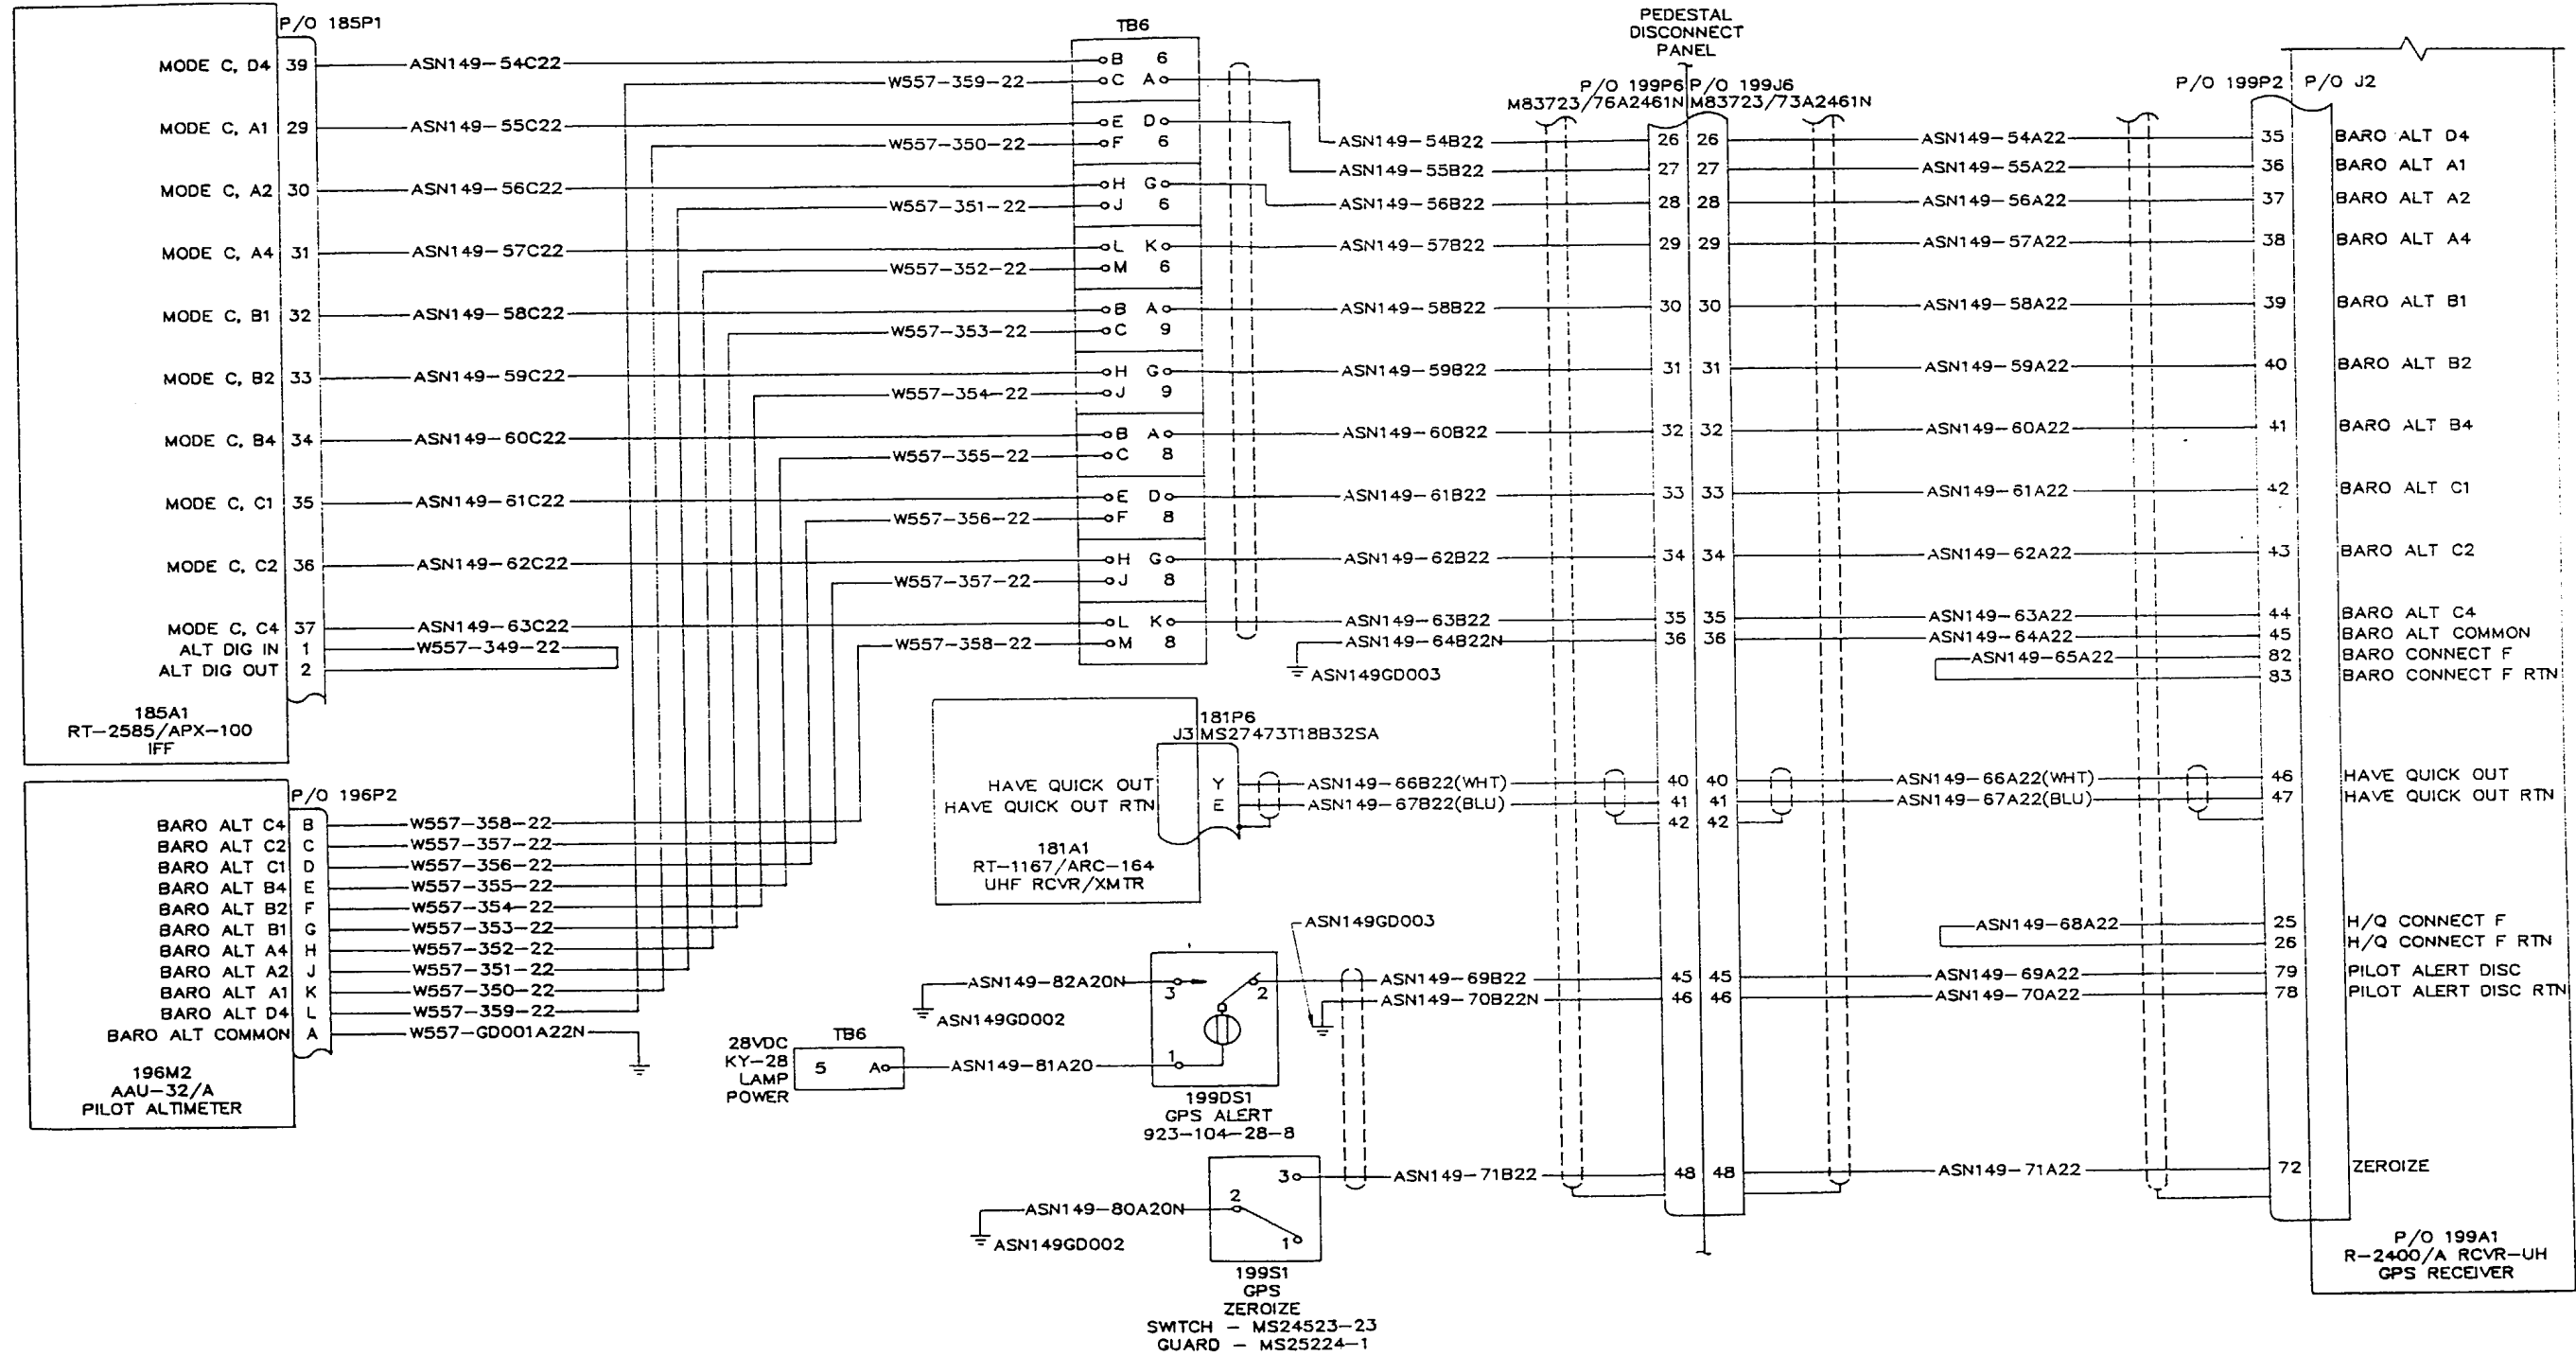 P/O 185P1
MODE C, D4 39 ASN149-54C22
MODE C, A1 29 ASN149-55C22
MODE C, A2 30 ASN149-56C22
MODE C, A4 31 ASN149-57C22
MODE C, B1 32 ASN149-58C22
MODE C, B2 33 ASN149-59C22
MODE C, B4 34 ASN149-60C22
MODE C, C1 35 ASN149-61C22
MODE C, C2 36 ASN149-62C22
MODE C, C4 37 ASN149-63C22
ALT DIG IN 1 W557-349-22
ALT DIG OUT 2
185A1
RT-2585/APX-100
IFF
P/O 196P2
BARO ALT C4 B W557-358-22
BARO ALT C2 C W557-357-22
BARO ALT C1 D W557-356-22
BARO ALT B4 E W557-355-22
BARO ALT B2 F W557-354-22
BARO ALT B1 G W557-353-22
BARO ALT A4 H W557-352-22
BARO ALT A2 J W557-351-22
BARO ALT A1 K W557-350-22
BARO ALT D4 L W557-359-22
BARO ALT COMMON A W557-GD001A22N
196M2
AAU-32/A
PILOT ALTIMETER
TB6
B 6
W557-359-22 C A
E D
W557-350-22 F 6
H G
W557-351-22 J 6
L K
W557-352-22 M 6
B A
W557-353-22 C 9
H G
W557-354-22 J 9
B A
W557-355-22 C 8
E D
W557-356-22 F 8
H G
W557-357-22 J 8
L K
W557-358-22 M 8
PEDESTAL
DISCONNECT
PANEL
P/O 199P6 P/O 199J6
M83723/76A2461N M83723/73A2461N
P/O 199P2 P/O J2
ASN149-54B22 26 26 ASN149-54A22 35 BARO ALT D4
ASN149-55B22 27 27 ASN149-55A22 36 BARO ALT A1
ASN149-56B22 28 28 ASN149-56A22 37 BARO ALT A2
ASN149-57B22 29 29 ASN149-57A22 38 BARO ALT A4
ASN149-58B22 30 30 ASN149-58A22 39 BARO ALT B1
ASN149-59B22 31 31 ASN149-59A22 40 BARO ALT B2
ASN149-60B22 32 32 ASN149-60A22 41 BARO ALT B4
ASN149-61B22 33 33 ASN149-61A22 42 BARO ALT C1
ASN149-62B22 34 34 ASN149-62A22 43 BARO ALT C2
ASN149-63B22 35 35 ASN149-63A22 44 BARO ALT C4
ASN149-64B22N 36 36 ASN149-64A22 45 BARO ALT COMMON
ASN149GD003
ASN149-65A22 82 BARO CONNECT F
83 BARO CONNECT F RTN
181P6
J3 MS27473T18B32SA
HAVE QUICK OUT Y ASN149-66B22(WHT) 40 40 ASN149-66A22(WHT) 46 HAVE QUICK OUT
HAVE QUICK OUT RTN E ASN149-67B22(BLU) 41 41 ASN149-67A22(BLU) 47 HAVE QUICK OUT RTN
42 42
181A1
RT-1167/ARC-164
UHF RCVR/XMTR
ASN149GD003
ASN149-68A22 25 H/Q CONNECT F
26 H/Q CONNECT F RTN
ASN149-82A20N 3 2 ASN149-69B22 45 45 ASN149-69A22 79 PILOT ALERT DISC
ASN149-70B22N 46 46 ASN149-70A22 78 PILOT ALERT DISC RTN
ASN149GD002
28VDC
KY-28
LAMP
POWER
TB6
5 A ASN149-81A20 1
199DS1
GPS ALERT
923-104-28-8
3 ASN149-71B22 48 48 ASN149-71A22 72 ZEROIZE
ASN149-80A20N 2
ASN149GD002
1
199S1
GPS
ZEROIZE
SWITCH - MS24523-23
GUARD - MS25224-1
P/O 199A1
R-2400/A RCVR-UH
GPS RECEIVER